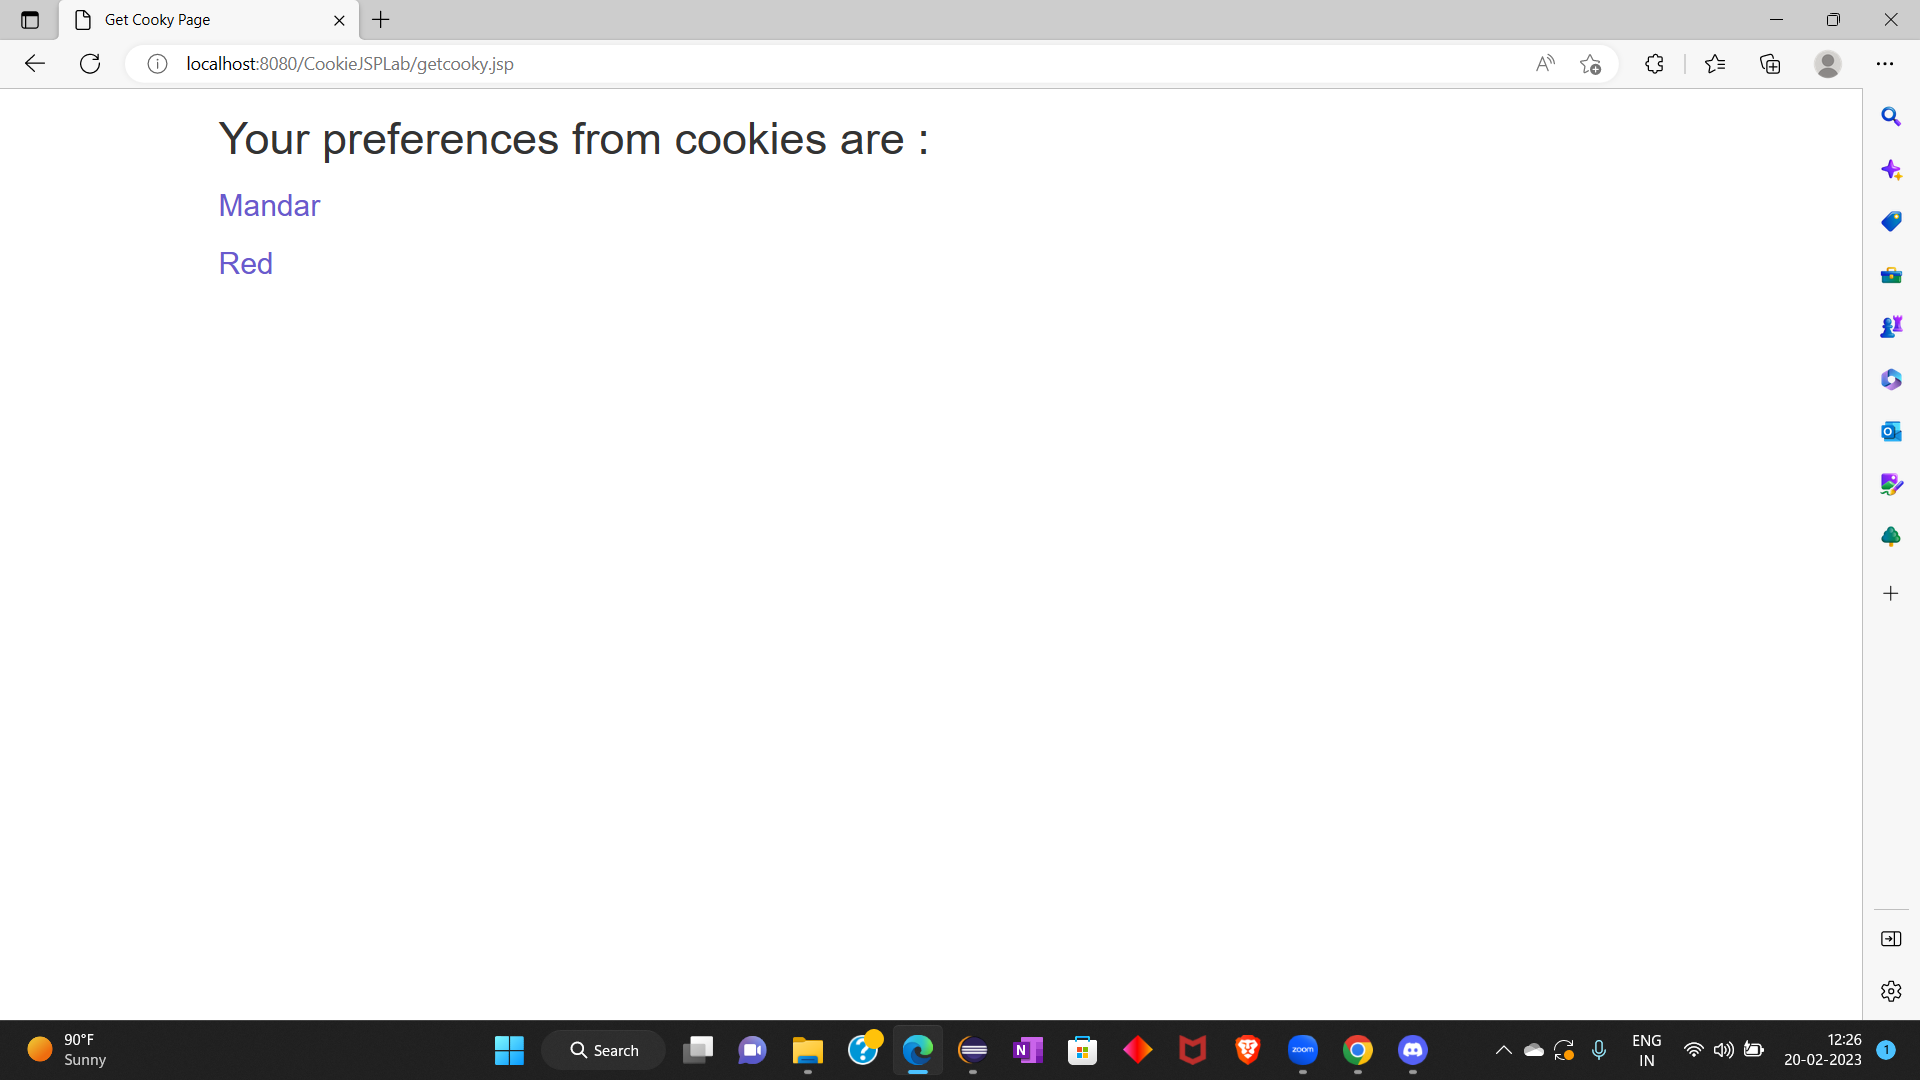 Get Cooky Page
localhost:8080/CookieJSPLab/getcooky.jsp
Your preferences from cookies are :
Mandar
Red
90°F
Sunny
Search
N
zoom
ENG
IN
12:26
20-02-2023
1